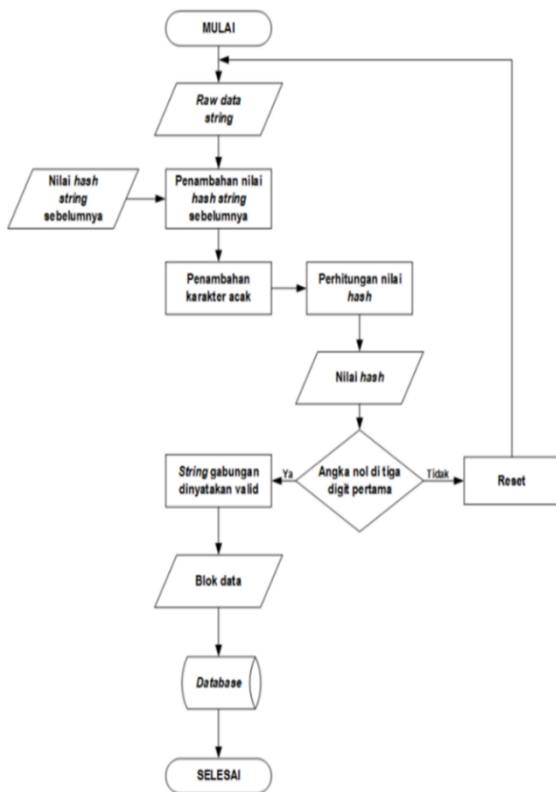 MULAI
Raw data
string
Nilai hash
string
sebelumnya
Penambahan nilai
hash string
sebelumnya
Penambahan
karakter acak
Perhitungan nilai
hash
Nilai hash
Angka nol di tiga
digit pertama
Ya
Tidak
String gabungan
dinyatakan valid
Reset
Blok data
Database
SELESAI